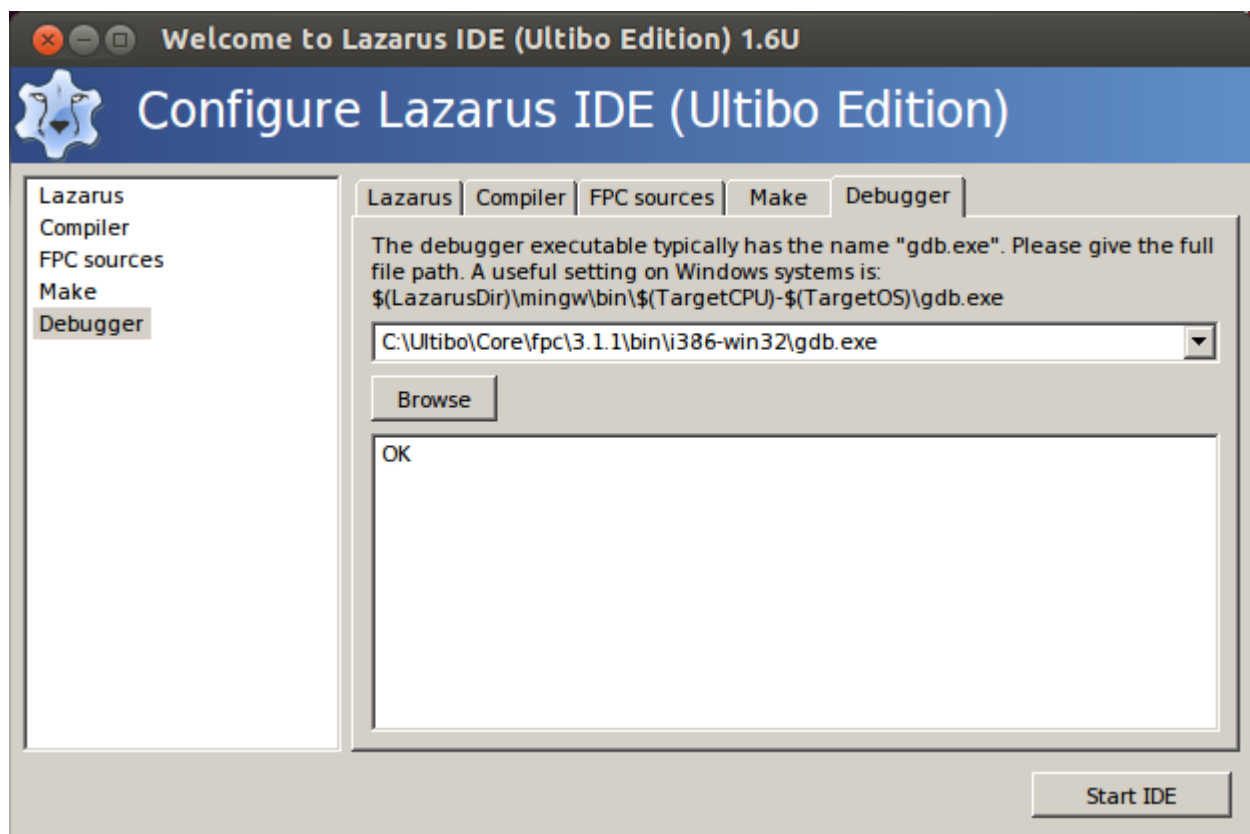 Welcome to Lazarus IDE (Ultibo Edition) 1.6U
Configure Lazarus IDE (Ultibo Edition)
Lazarus
Compiler
FPC sources
Make
Debugger
Lazarus Compiler FPC sources Make Debugger
The debugger executable typically has the name "gdb.exe". Please give the full
file path. A useful setting on Windows systems is:
$(LazarusDir)\mingw\bin\$(TargetCPU)-$(TargetOS)\gdb.exe
C:\Ultibo\Core\fpc\3.1.1\bin\i386-win32\gdb.exe
Browse
OK
Start IDE